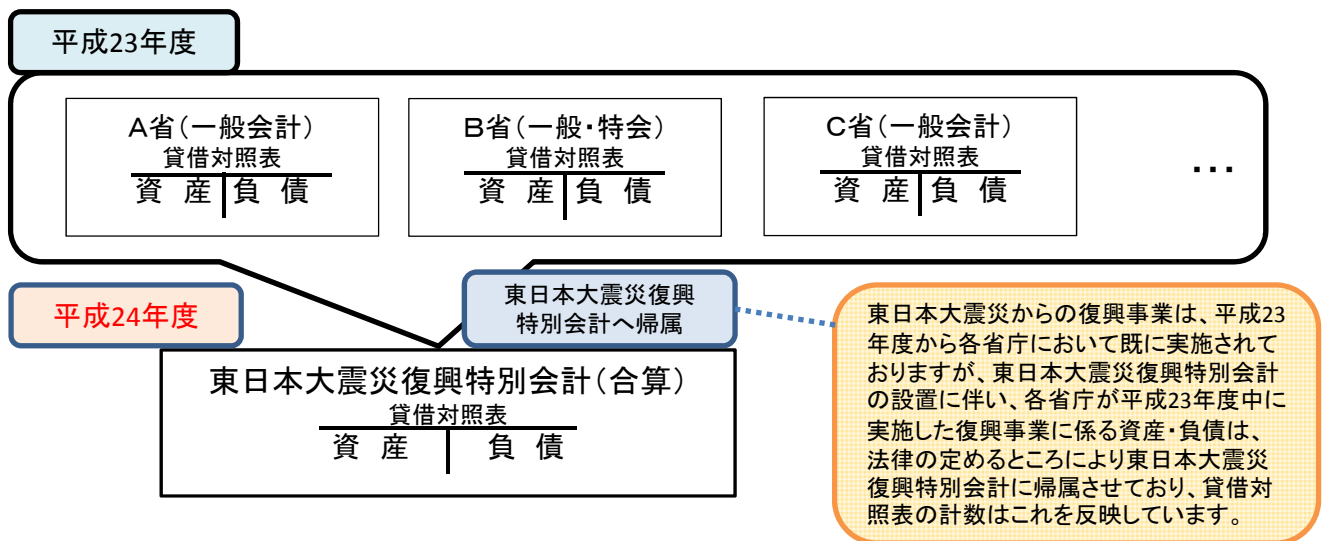 平成23年度
A省(一般会計)
貸借対照表
資 産 負 債
B省(一般・特会)
貸借対照表
資 産 負 債
C省(一般会計)
貸借対照表
資 産 負 債
…
平成24年度
東日本大震災復興
特別会計へ帰属
東日本大震災復興特別会計(合算)
貸借対照表
資 産 負 債
東日本大震災からの復興事業は、平成23
年度から各省庁において既に実施されて
おりますが、東日本大震災復興特別会計
の設置に伴い、各省庁が平成23年度中に
実施した復興事業に係る資産・負債は、
法律の定めるところにより東日本大震災
復興特別会計に帰属させており、貸借対
照表の計数はこれを反映しています。